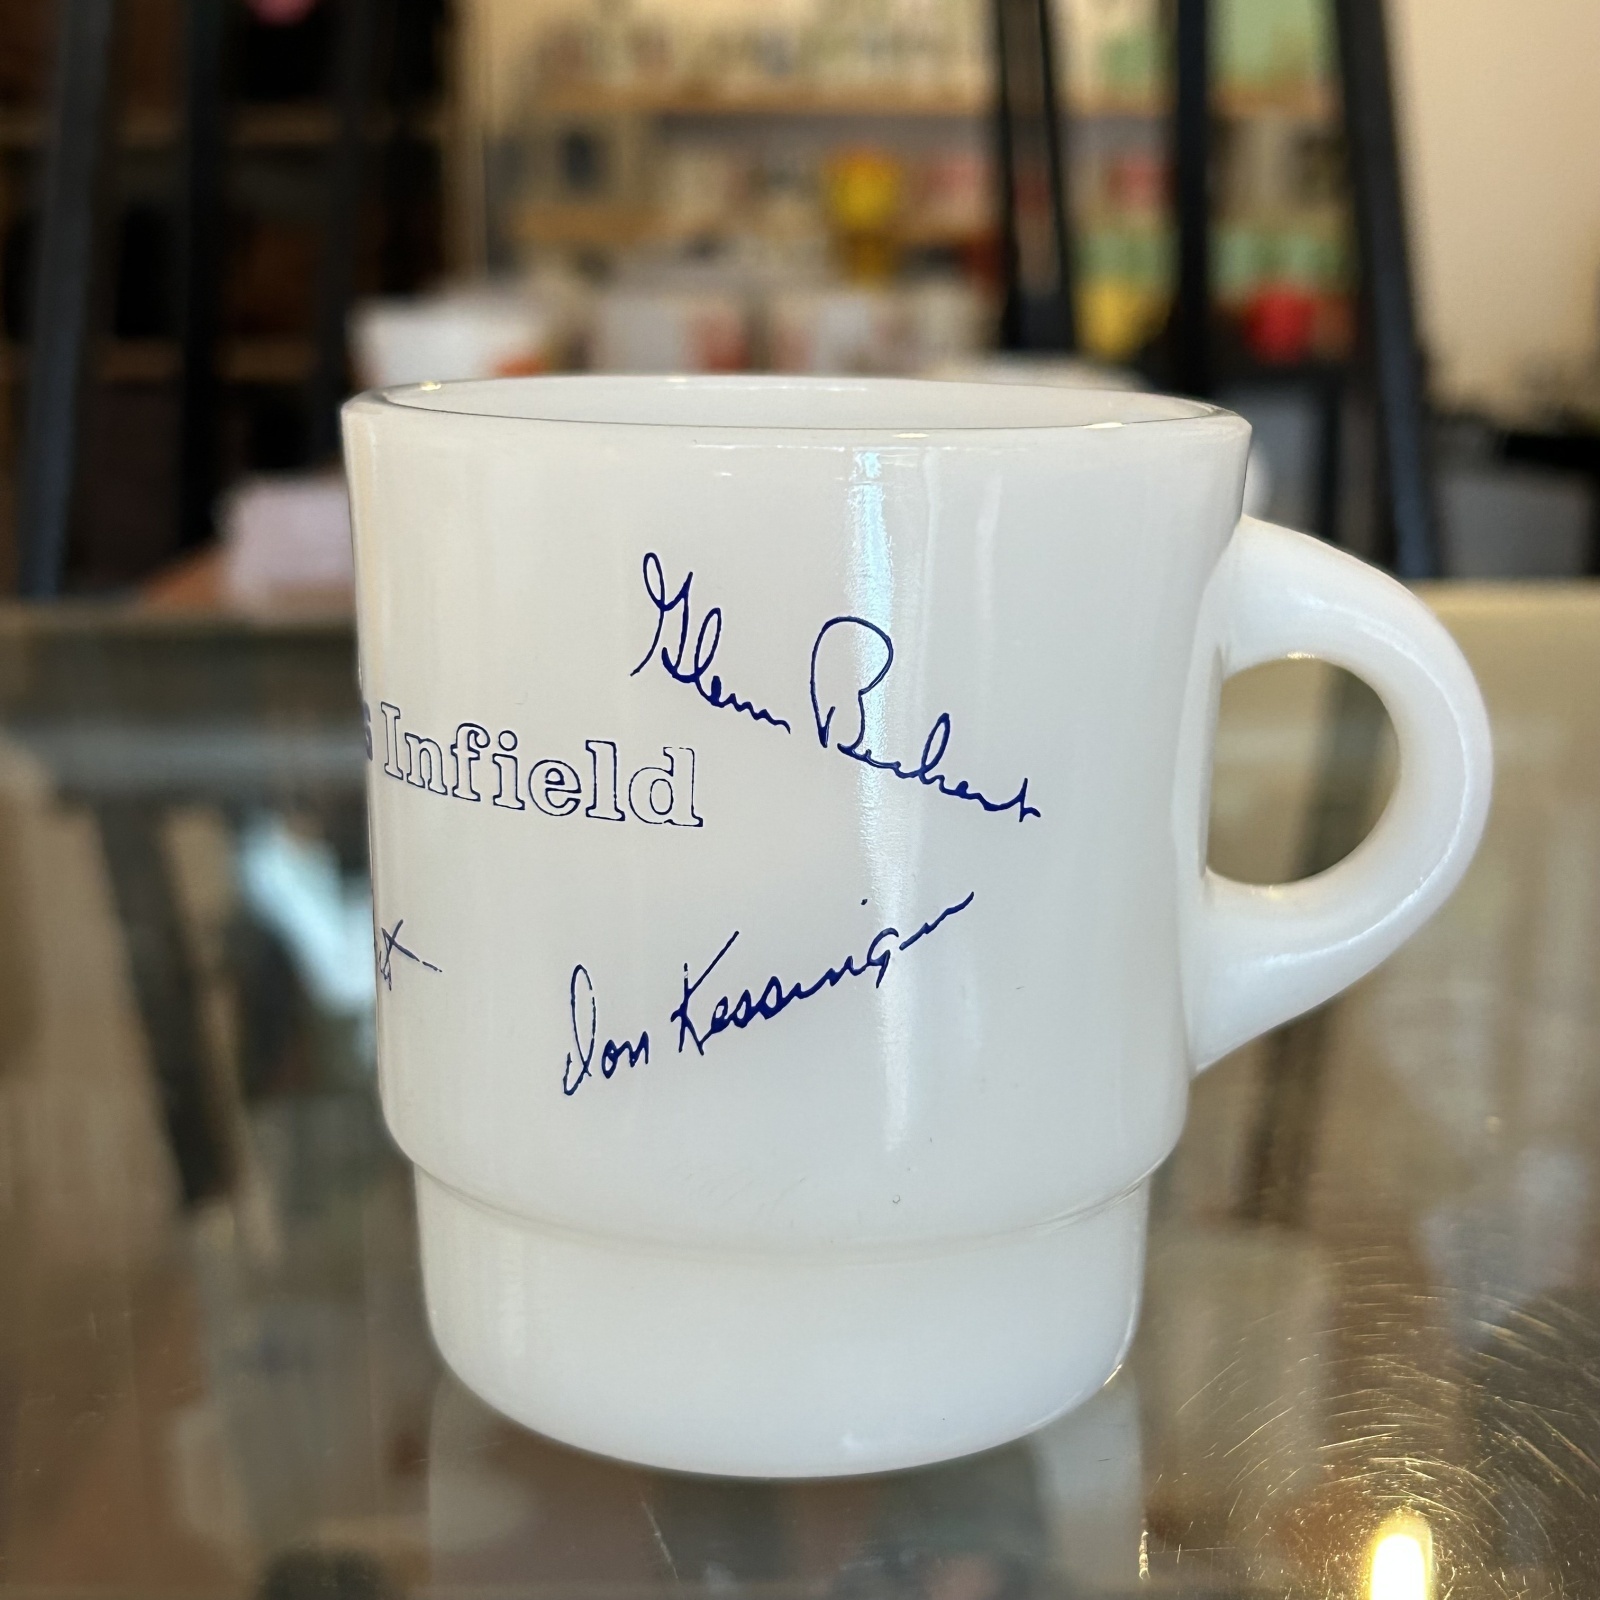 Glenn Beckert
s Infield
Don Kessinger